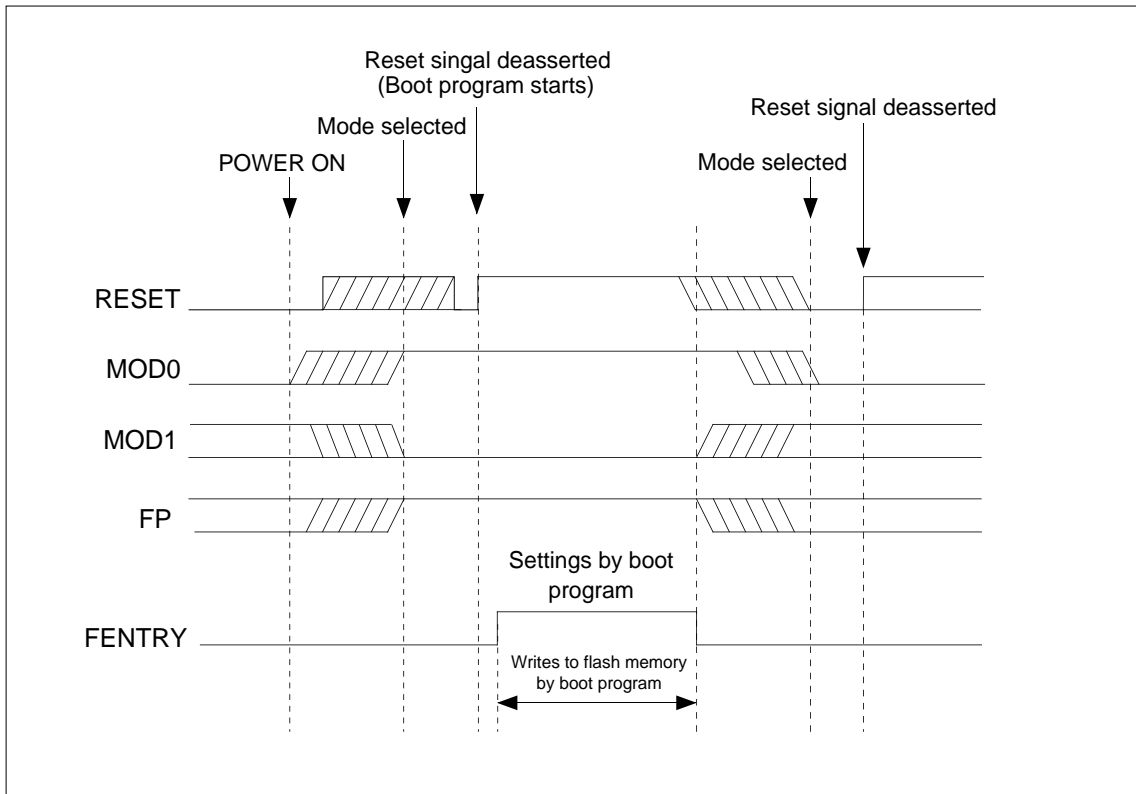 Reset singal deasserted
(Boot program starts)
Reset signal deasserted
Mode selected
Mode selected
POWER ON
RESET
MOD0
MOD1
FP
Settings by boot
program
FENTRY
Writes to flash memory
by boot program